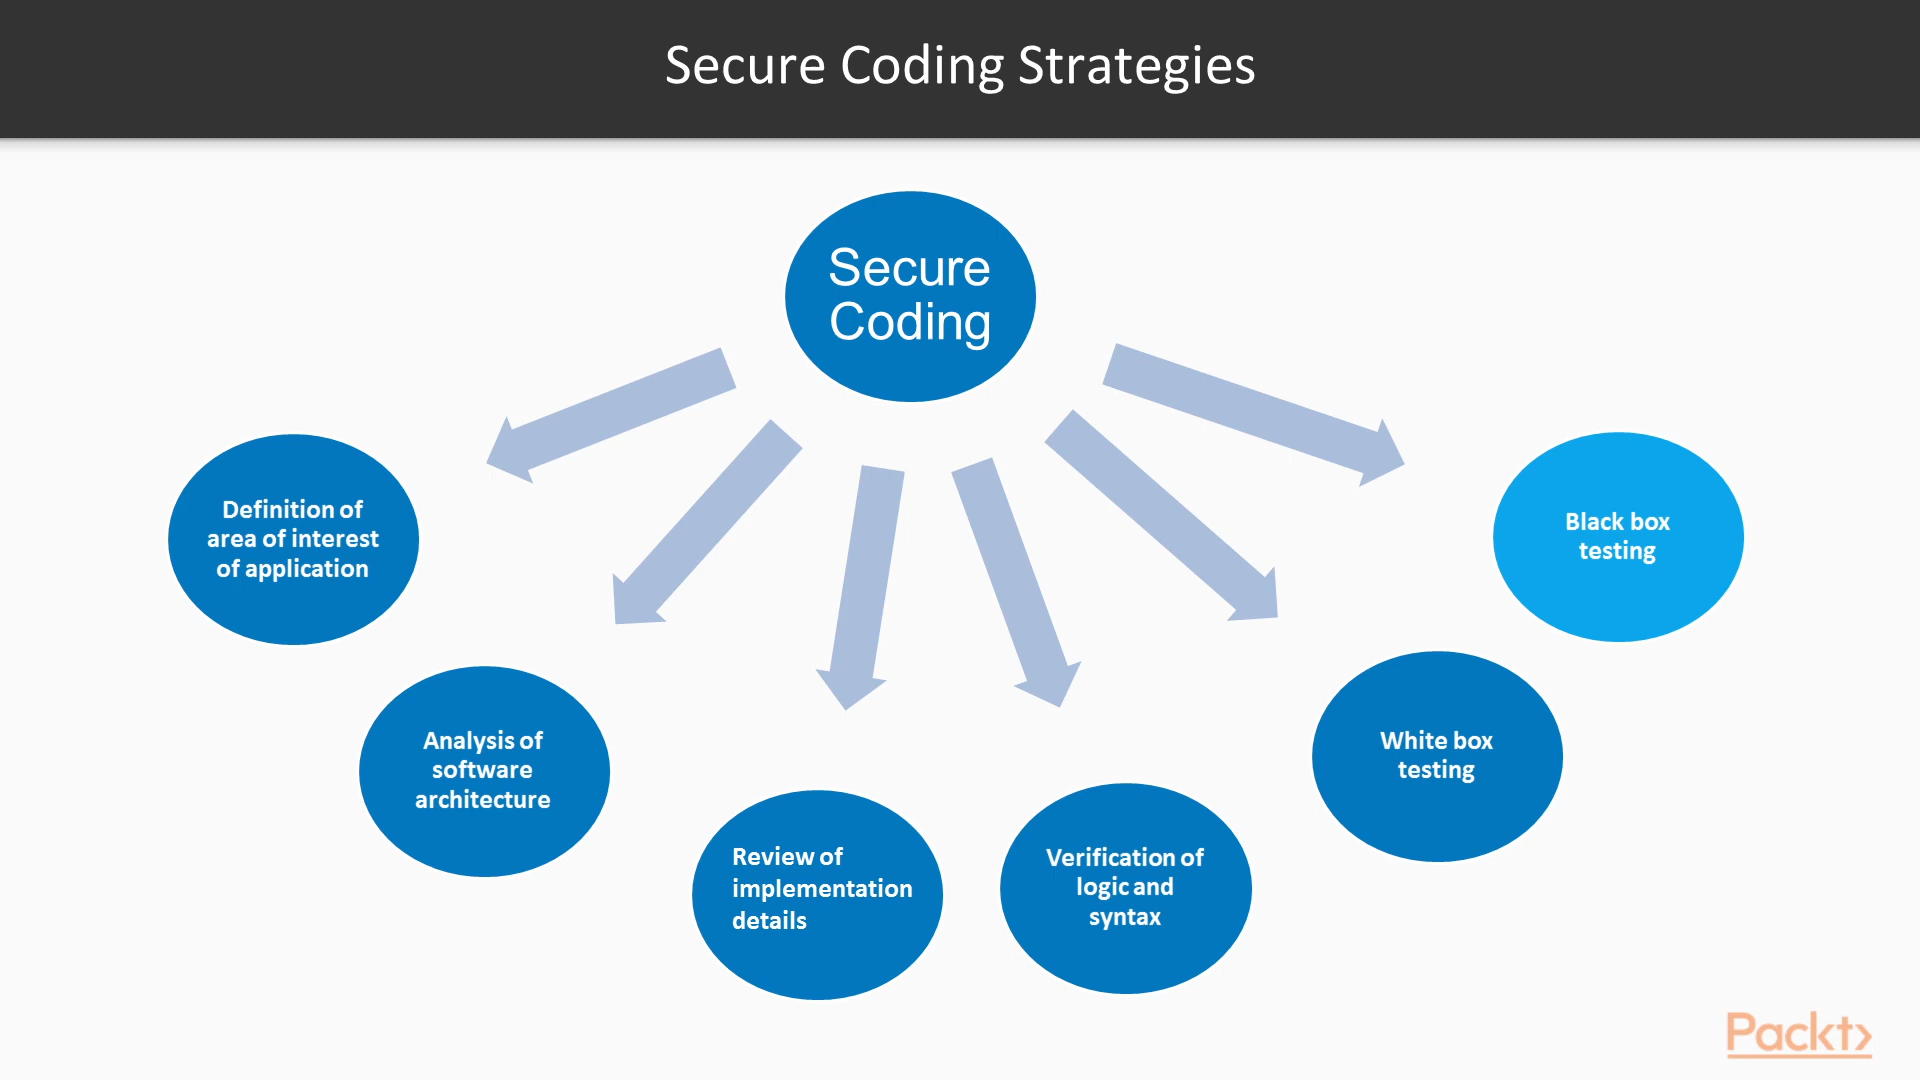 Secure Coding Strategies
Secure
Coding
Definition of
area of interest
of application
Analysis of
software
architecture
Review of
implementation
details
Verification of
logic and
syntax
White box
testing
Black box
testing
Packt>